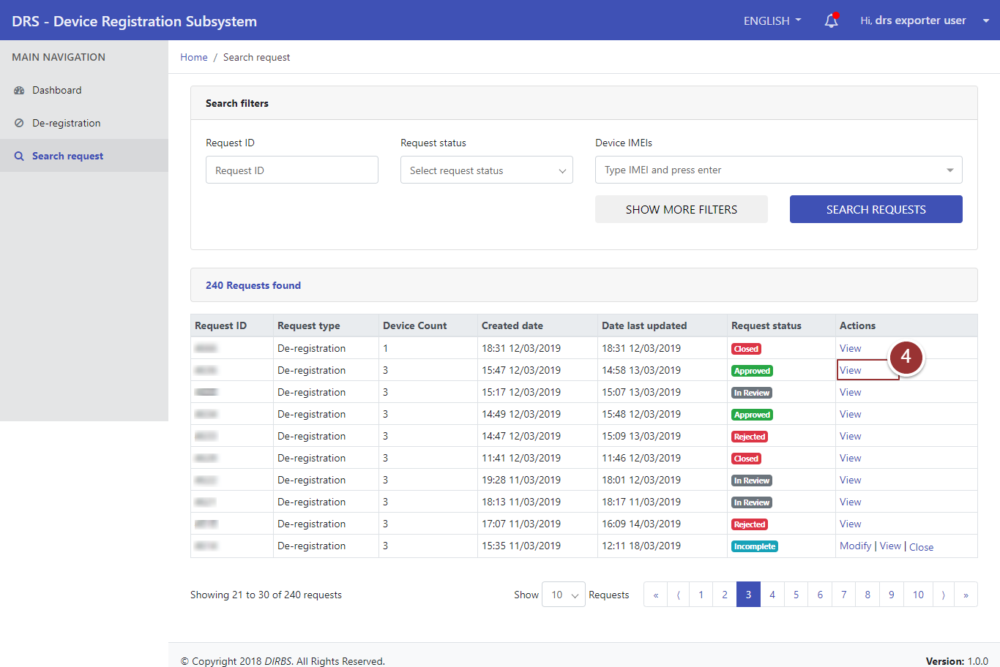 DRS - Device Registration Subsystem
ENGLISH
Hi, drs exporter user
MAIN NAVIGATION
Dashboard
De-registration
Search request
Home / Search request
Search filters
Request ID Request status Device IMEIs
Request ID Select request status Type IMEI and press enter
SHOW MORE FILTERS SEARCH REQUESTS
240 Requests found
Request ID Request type Device Count Created date Date last updated Request status Actions
De-registration 1 18:31 12/03/2019 18:31 12/03/2019 Closed View
4
De-registration 3 15:47 12/03/2019 14:58 13/03/2019 Approved View
De-registration 3 15:17 12/03/2019 15:07 13/03/2019 In Review View
De-registration 3 14:49 12/03/2019 15:48 12/03/2019 Approved View
De-registration 3 14:47 12/03/2019 15:09 13/03/2019 Rejected View
De-registration 3 11:41 12/03/2019 11:46 12/03/2019 Closed View
De-registration 3 19:28 11/03/2019 18:01 12/03/2019 In Review View
De-registration 3 18:13 11/03/2019 18:17 11/03/2019 In Review View
De-registration 3 17:07 11/03/2019 16:09 14/03/2019 Rejected View
De-registration 3 15:35 11/03/2019 12:11 18/03/2019 Incomplete Modify | View | Close
Showing 21 to 30 of 240 requests Show 10 Requests « ⟨ 1 2 3 4 5 6 7 8 9 10 ⟩ »
© Copyright 2018 DIRBS. All Rights Reserved. Version: 1.0.0